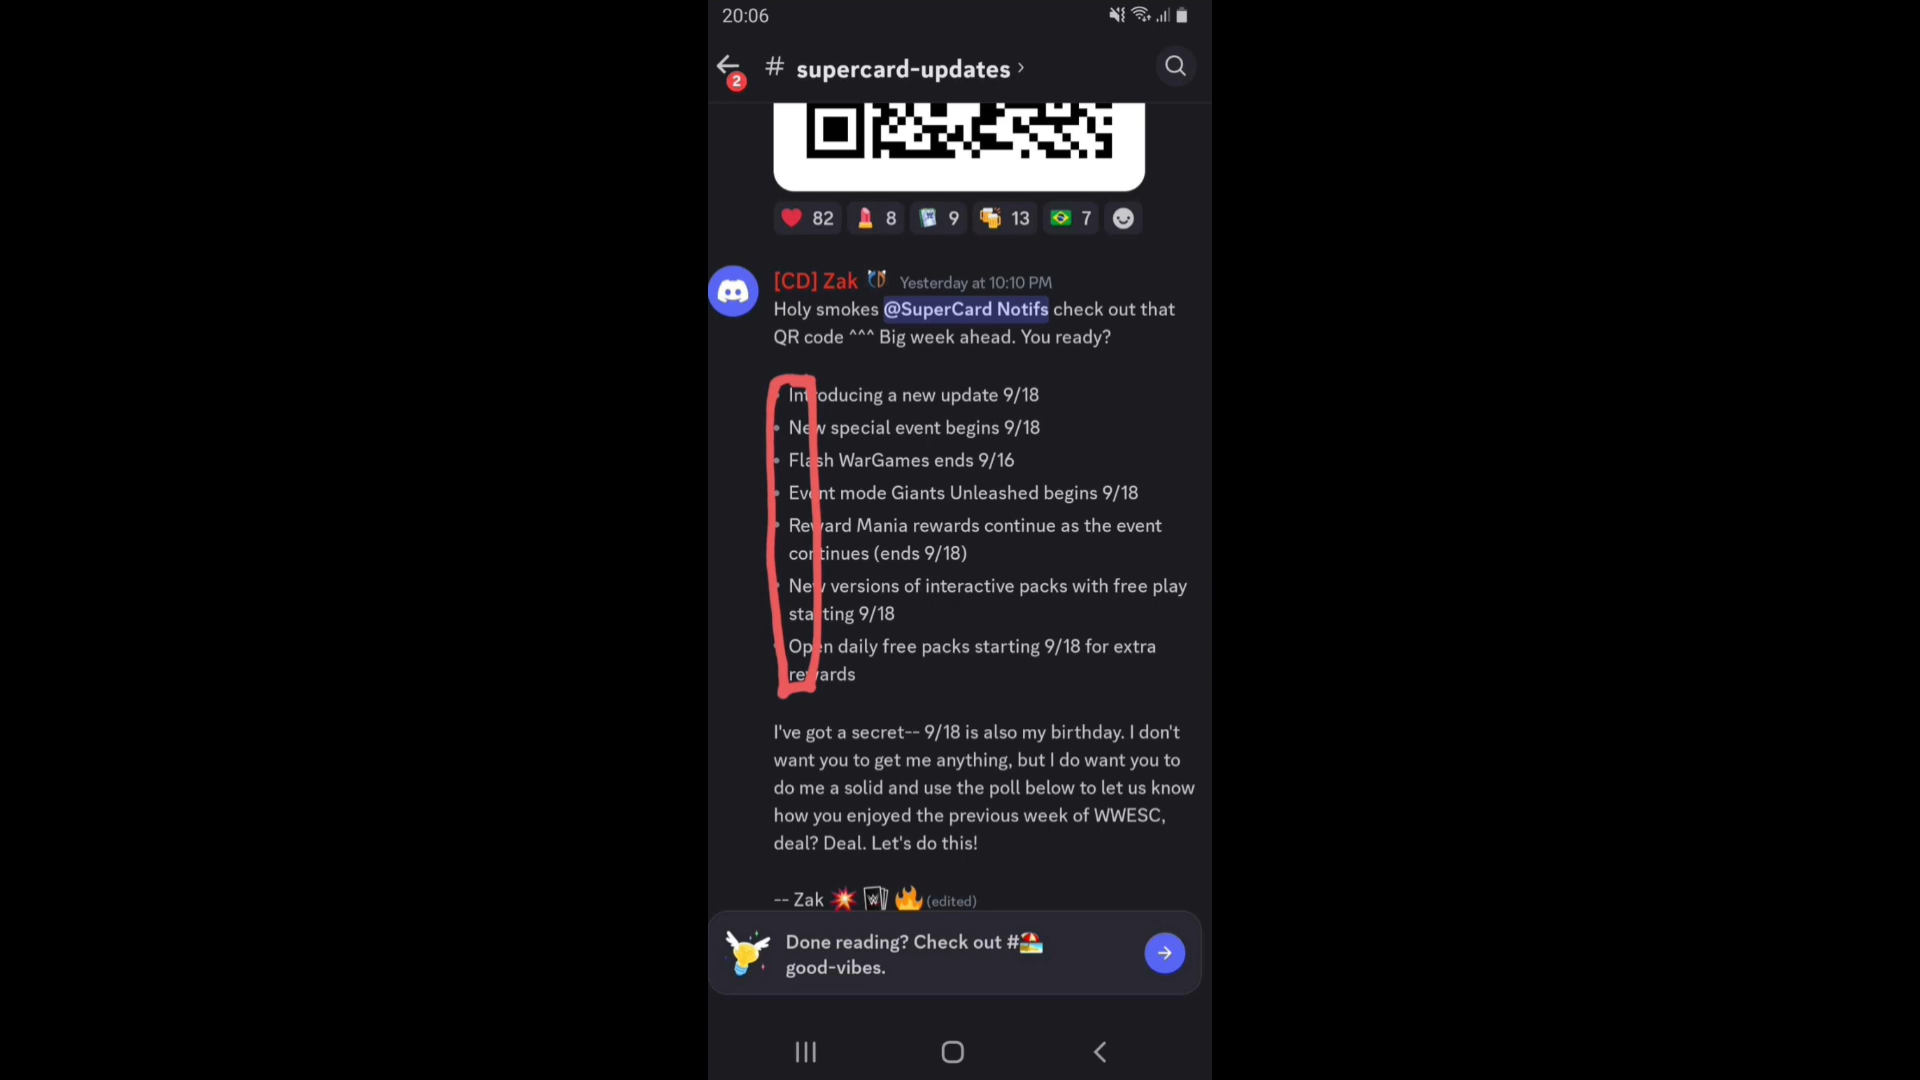 20:06
2
# supercard-updates
82 8 9 13 7
[CD] Zak Yesterday at 10:10 PM
Holy smokes @SuperCard Notifs check out that
QR code ^^^ Big week ahead. You ready?
• Introducing a new update 9/18
• New special event begins 9/18
• Flash WarGames ends 9/16
• Event mode Giants Unleashed begins 9/18
• Reward Mania rewards continue as the event
continues (ends 9/18)
• New versions of interactive packs with free play
starting 9/18
• Open daily free packs starting 9/18 for extra
rewards
I've got a secret-- 9/18 is also my birthday. I don't
want you to get me anything, but I do want you to
do me a solid and use the poll below to let us know
how you enjoyed the previous week of WWESC,
deal? Deal. Let's do this!
-- Zak (edited)
Done reading? Check out #
good-vibes.